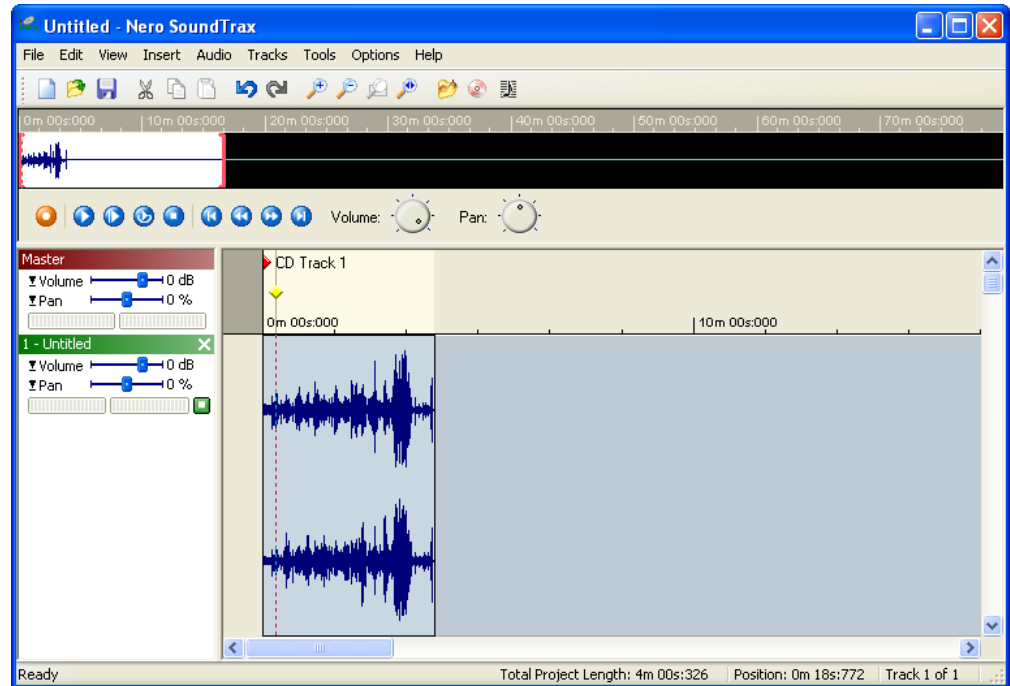 Untitled - Nero SoundTrax
File Edit View Insert Audio Tracks Tools Options Help
0m 00s:000 10m 00s:000 20m 00s:000 30m 00s:000 40m 00s:000 50m 00s:000 60m 00s:000 70m 00s:000
Volume: Pan:
Master
Volume 0 dB
Pan 0 %
1 - Untitled
Volume 0 dB
Pan 0 %
CD Track 1
0m 00s:000 10m 00s:000
Ready Total Project Length: 4m 00s:326 Position: 0m 18s:772 Track 1 of 1